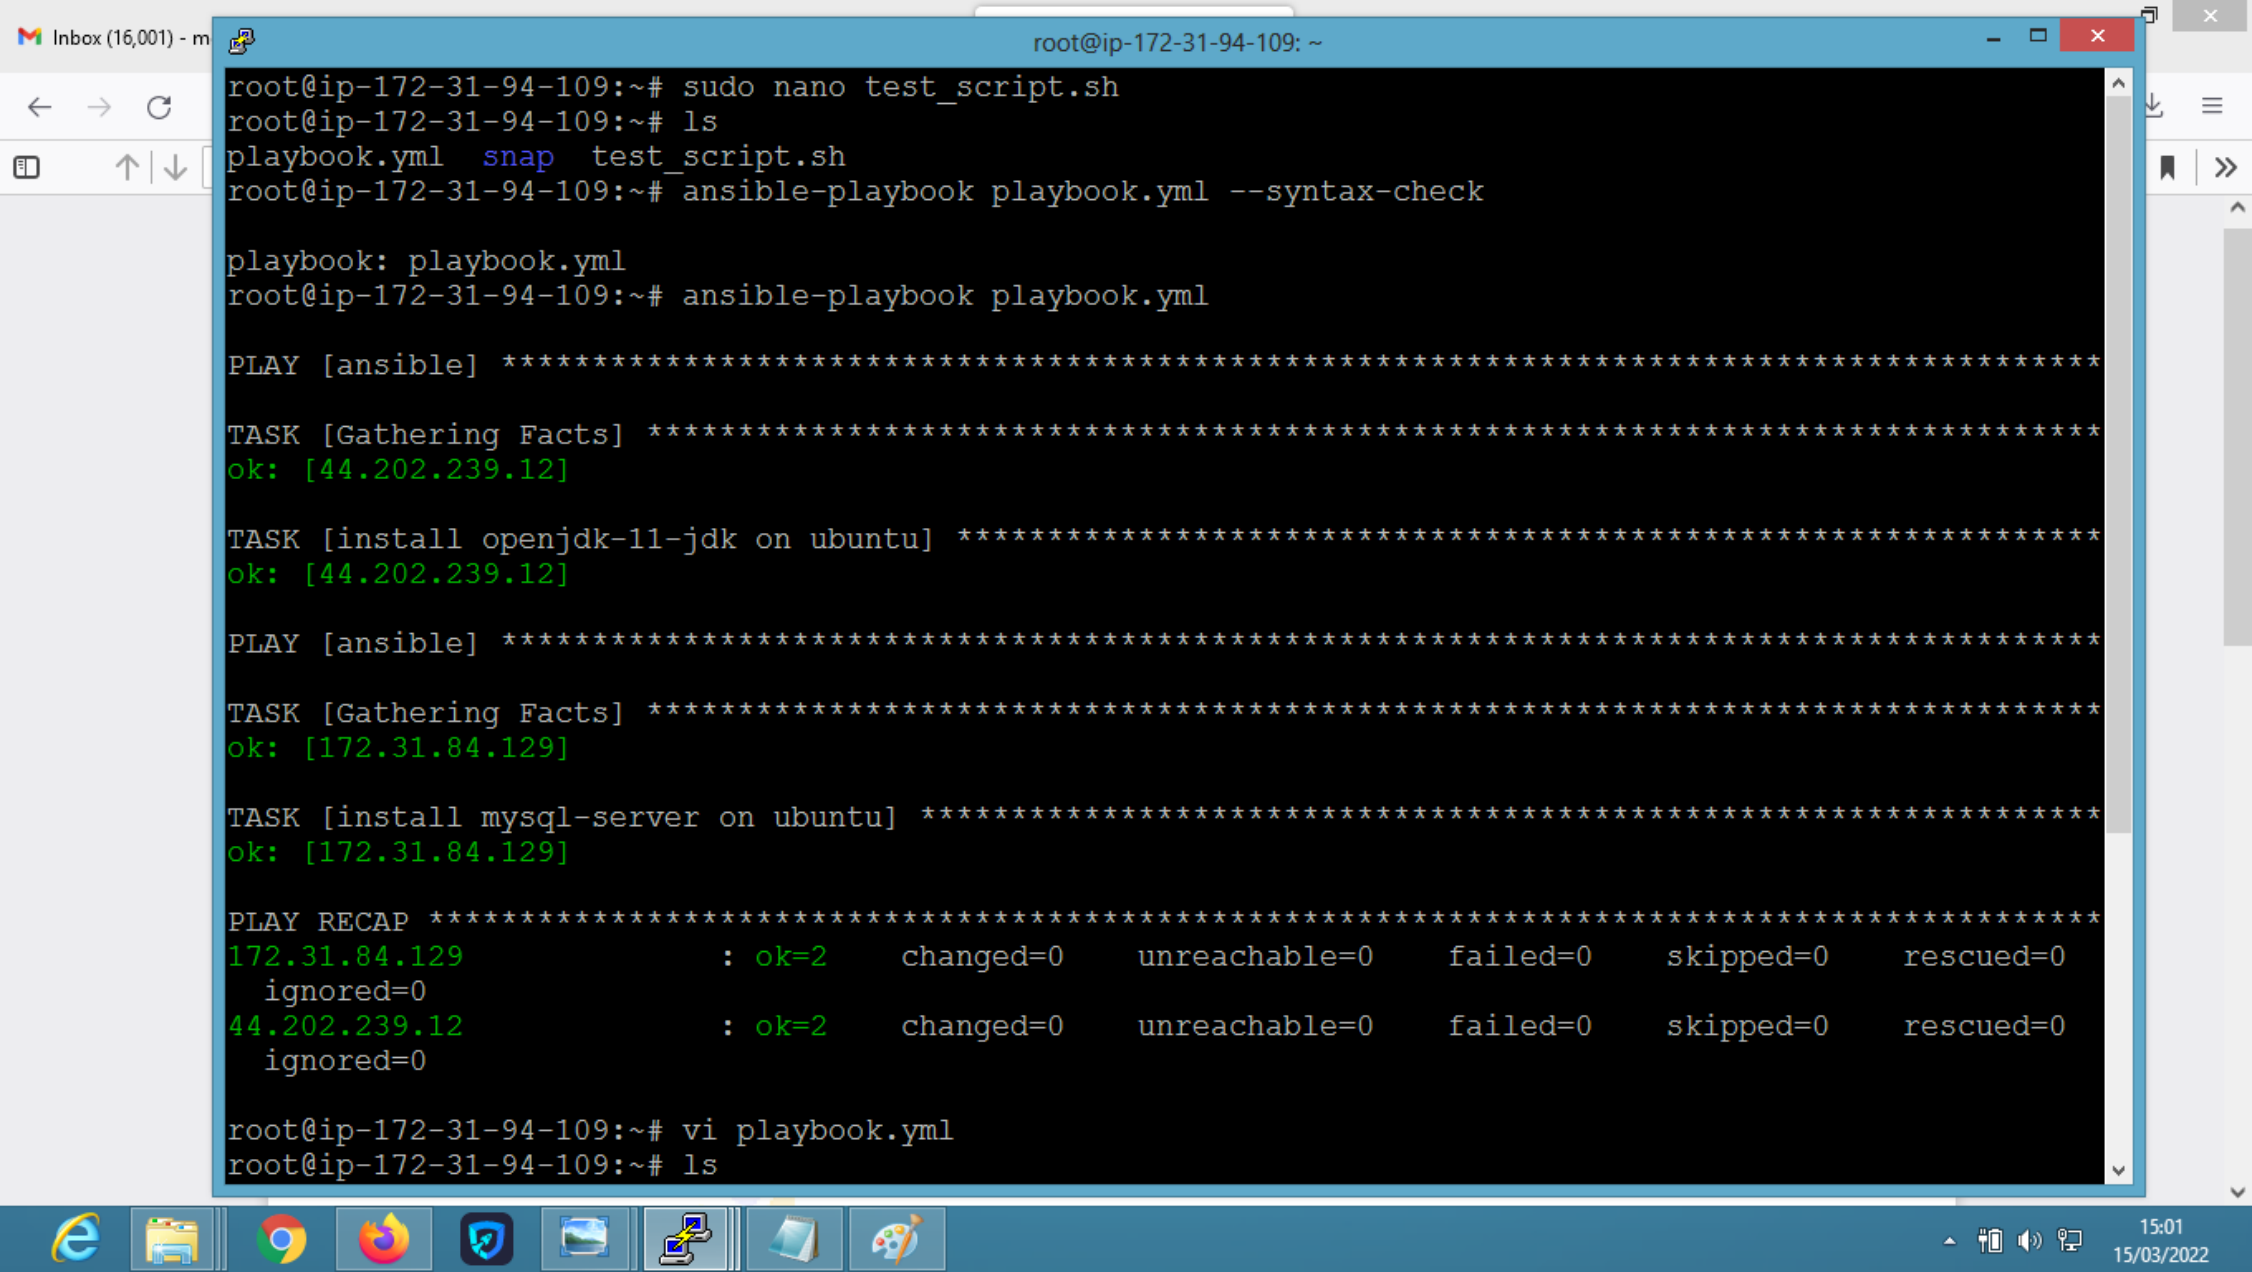 Inbox (16,001) - m
root@ip-172-31-94-109: ~
root@ip-172-31-94-109:~# sudo nano test_script.sh
root@ip-172-31-94-109:~# ls
playbook.yml  snap  test_script.sh
root@ip-172-31-94-109:~# ansible-playbook playbook.yml --syntax-check
playbook: playbook.yml
root@ip-172-31-94-109:~# ansible-playbook playbook.yml
PLAY [ansible] ****************************************************************************************
TASK [Gathering Facts] ********************************************************************************
ok: [44.202.239.12]
TASK [install openjdk-11-jdk on ubuntu] ***************************************************************
ok: [44.202.239.12]
PLAY [ansible] ****************************************************************************************
TASK [Gathering Facts] ********************************************************************************
ok: [172.31.84.129]
TASK [install mysql-server on ubuntu] *****************************************************************
ok: [172.31.84.129]
PLAY RECAP ********************************************************************************************
172.31.84.129              : ok=2    changed=0    unreachable=0    failed=0    skipped=0    rescued=0
  ignored=0
44.202.239.12              : ok=2    changed=0    unreachable=0    failed=0    skipped=0    rescued=0
  ignored=0
root@ip-172-31-94-109:~# vi playbook.yml
root@ip-172-31-94-109:~# ls
15:01
15/03/2022